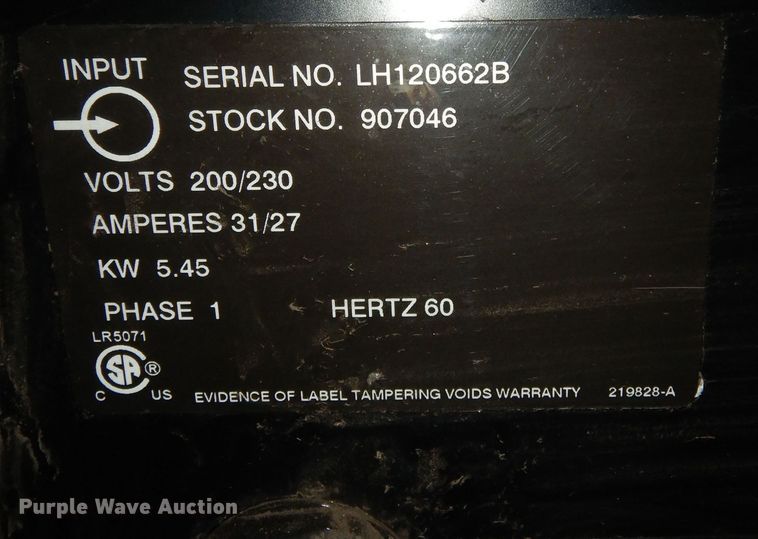 INPUT
SERIAL NO. LH120662B
STOCK NO. 907046
VOLTS 200/230
AMPERES 31/27
KW 5.45
PHASE 1 HERTZ 60
LR5071
SA ®
C US EVIDENCE OF LABEL TAMPERING VOIDS WARRANTY 219828-A
Purple Wave Auction